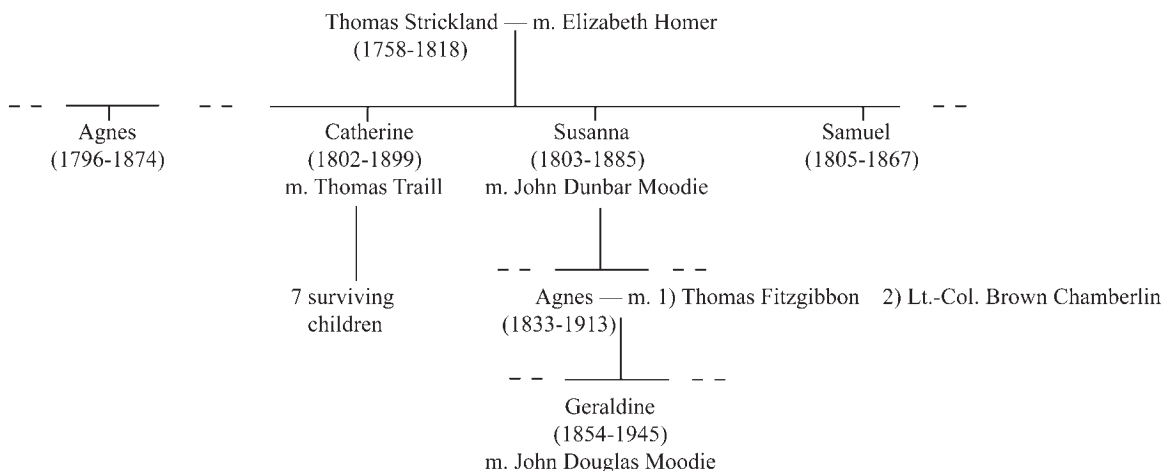 Thomas Strickland — m. Elizabeth Homer
(1758-1818)
Agnes
(1796-1874)
Catherine
(1802-1899)
m. Thomas Traill
Susanna
(1803-1885)
m. John Dunbar Moodie
Samuel
(1805-1867)
7 surviving
children
Agnes — m. 1) Thomas Fitzgibbon 2) Lt.-Col. Brown Chamberlin
(1833-1913)
Geraldine
(1854-1945)
m. John Douglas Moodie